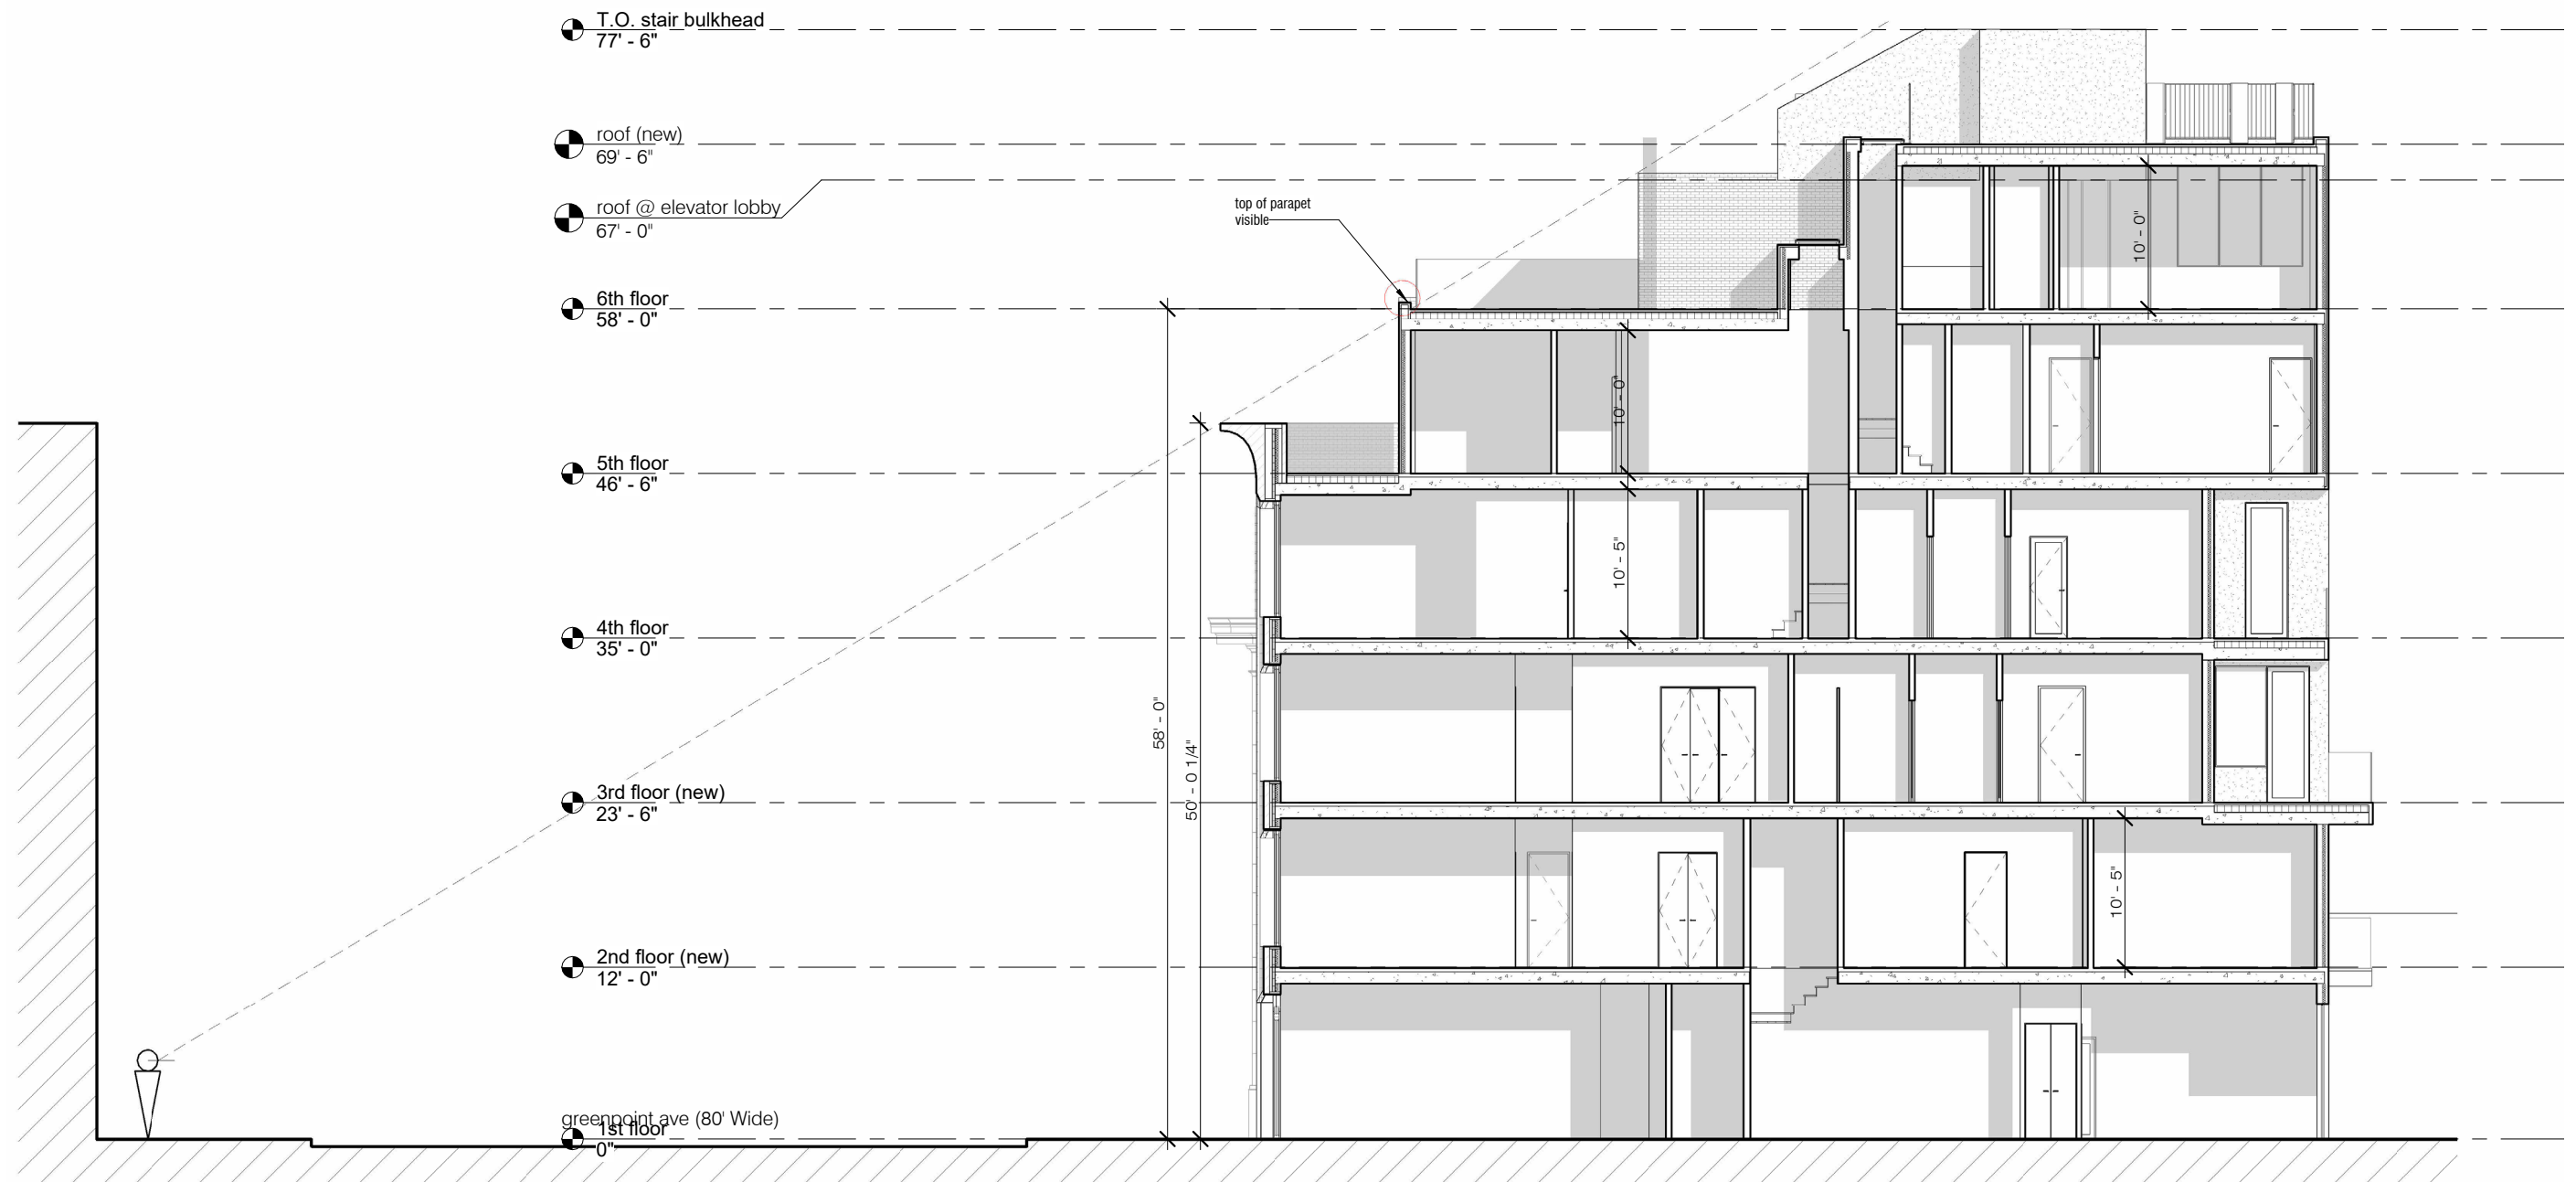 T.O. stair bulkhead
77' - 6"
roof (new)
69' - 6"
roof @ elevator lobby
67' - 0"
top of parapet
visible
10' - 0"
6th floor
58' - 0"
10' - 0"
5th floor
46' - 6"
10' - 5"
4th floor
35' - 0"
58' - 0"
50' - 0 1/4"
3rd floor (new)
23' - 6"
10' - 5"
2nd floor (new)
12' - 0"
greenpoint ave (80' Wide)
1st floor
0"